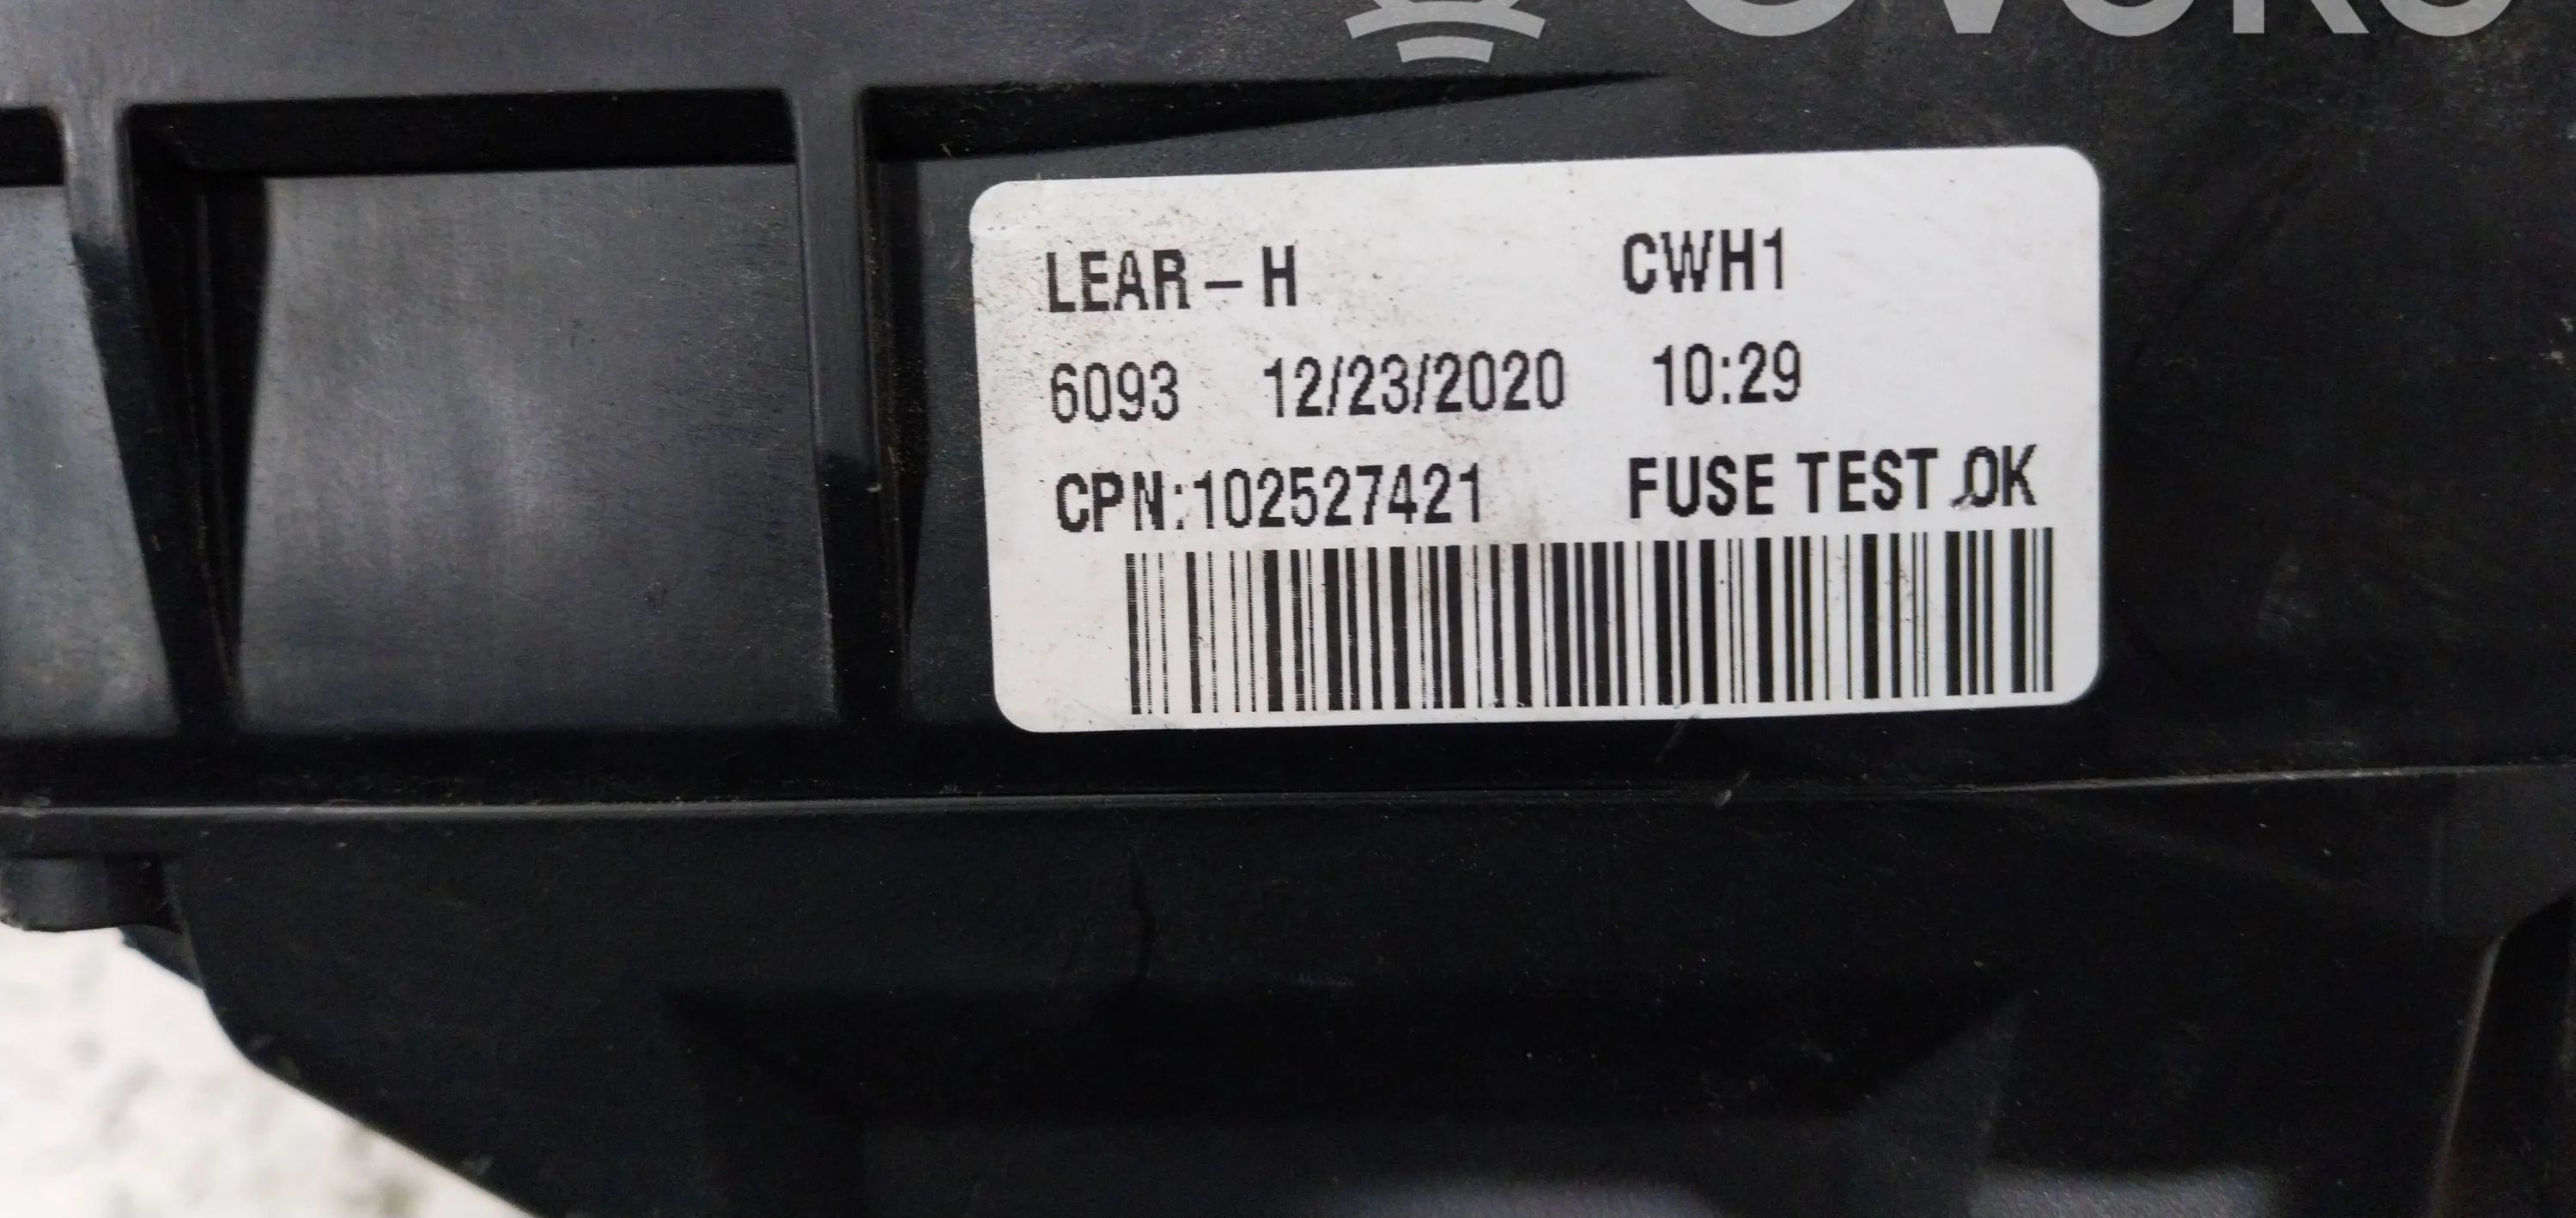 LEAR – H CWH1
6093 12/23/2020 10:29
CPN:102527421 FUSE TEST OK